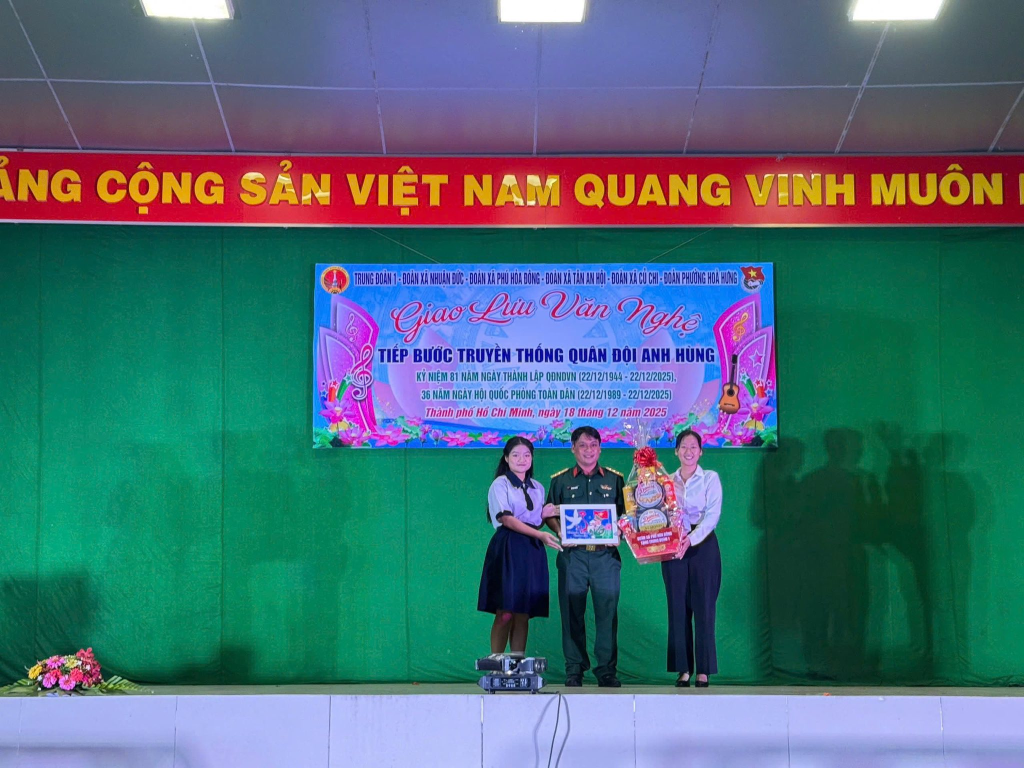 ẢNG CỘNG SẢN VIỆT NAM QUANG VINH MUÔN
TRUNG ĐOÀN 1 - ĐOÀN XÃ NHUẬN ĐỨC - ĐOÀN XÃ PHÚ HÒA ĐÔNG - ĐOÀN XÃ TÂN AN HỘI - ĐOÀN XÃ CỦ CHI - ĐOÀN PHƯỜNG HOÀ HƯNG
Giao Lưu Văn Nghệ
TIẾP BƯỚC TRUYỀN THỐNG QUÂN ĐỘI ANH HÙNG
KỶ NIỆM 81 NĂM NGÀY THÀNH LẬP QĐNDVN (22/12/1944 - 22/12/2025),
36 NĂM NGÀY HỘI QUỐC PHÒNG TOÀN DÂN (22/12/1989 - 22/12/2025)
Thành phố Hồ Chí Minh, ngày 18 tháng 12 năm 2025